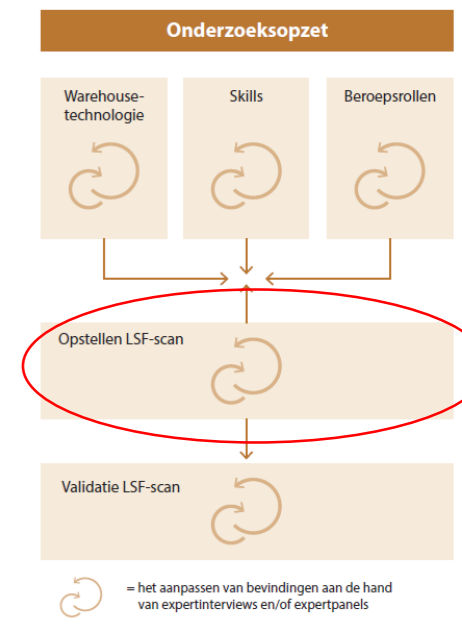 Onderzoeksopzet
Warehouse-
technologie
Skills
Beroepsrollen
Opstellen LSF-scan
Validatie LSF-scan
= het aanpassen van bevindingen aan de hand
van expertinterviews en/of expertpanels